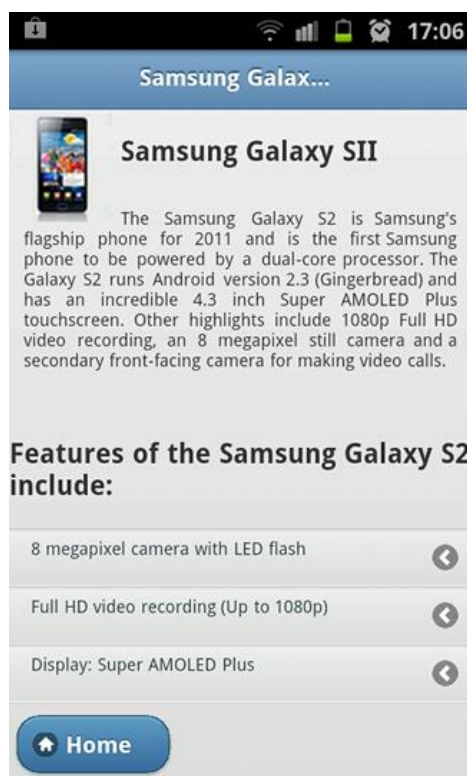 17:06
Samsung Galax...
Samsung Galaxy SII
The Samsung Galaxy S2 is Samsung's
flagship phone for 2011 and is the first Samsung
phone to be powered by a dual-core processor. The
Galaxy S2 runs Android version 2.3 (Gingerbread) and
has an incredible 4.3 inch Super AMOLED Plus
touchscreen. Other highlights include 1080p Full HD
video recording, an 8 megapixel still camera and a
secondary front-facing camera for making video calls.
Features of the Samsung Galaxy S2
include:
8 megapixel camera with LED flash
Full HD video recording (Up to 1080p)
Display: Super AMOLED Plus
Home